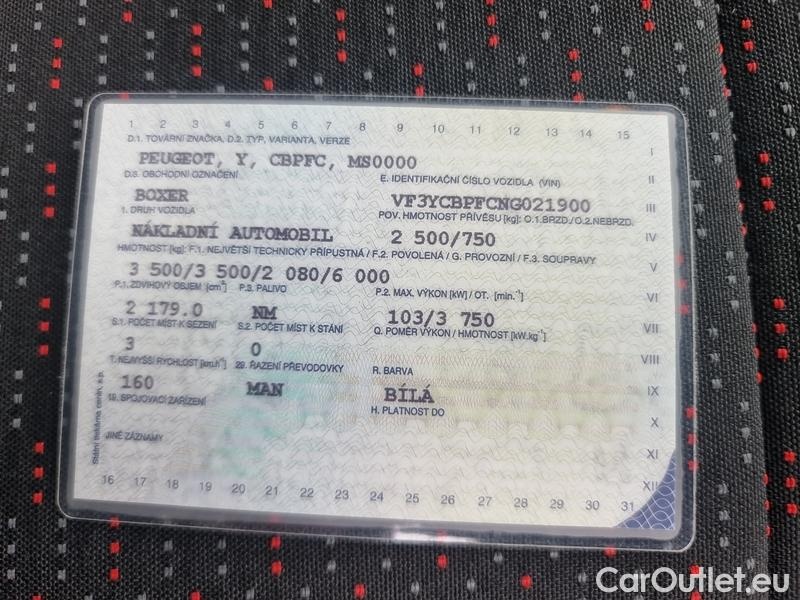 1 2 3 4 5 6 7 8 9 10 11 12 13 14 15
D.1. TOVÁRNÍ ZNAČKA, D.2. TYP, VARIANTA, VERZE
I
PEUGEOT, Y, CBPFC, MS0000
D.3. OBCHODNÍ OZNAČENÍ E. IDENTIFIKAČNÍ ČÍSLO VOZIDLA (VIN)
II
BOXER VF3YCBPFCNG021900
III
1. DRUH VOZIDLA POV. HMOTNOST PŘÍVĚSU [kg]: O.1.BRZD./O.2.NEBRZD.
NÁKLADNÍ AUTOMOBIL 2 500/750
IV
HMOTNOST [kg]: F.1. NEJVĚTŠÍ TECHNICKY PŘÍPUSTNÁ / F.2. POVOLENÁ / G. PROVOZNÍ / F.3. SOUPRAVY
V
3 500/3 500/2 080/6 000
P.1. ZDVIHOVÝ OBJEM [cm³] P.3. PALIVO P.2. MAX. VÝKON [kW] / OT. [min.⁻¹]
VI
2 179.0 NM 103/3 750
VII
S.1. POČET MÍST K SEZENÍ S.2. POČET MÍST K STÁNÍ Q. POMĚR VÝKON / HMOTNOST [kW.kg⁻¹]
3 0
VIII
T. NEJVYŠŠÍ RYCHLOST [km.h⁻¹] 29. ŘAZENÍ PŘEVODOVKY R. BARVA
160 MAN BÍLÁ
IX
19. SPOJOVACÍ ZAŘÍZENÍ H. PLATNOST DO
X
JINÉ ZÁZNAMY
XI
XII
16 17 18 19 20 21 22 23 24 25 26 27 28 29 30 31
Státní tiskárna cenin, s.p.
CarOutlet.eu